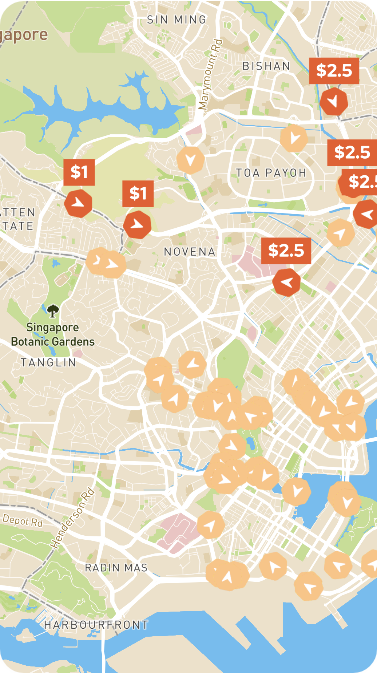 SIN MING
gapore
Marymount Rd
BISHAN
$2.5
$2.5
$1
TOA PAYOH
$2.5
$1
ATTEN
TATE
NOVENA
$2.5
Singapore
Botanic Gardens
TANGLIN
Henderson Rd
Depot Rd
RADIN MAS
HARBOURFRONT